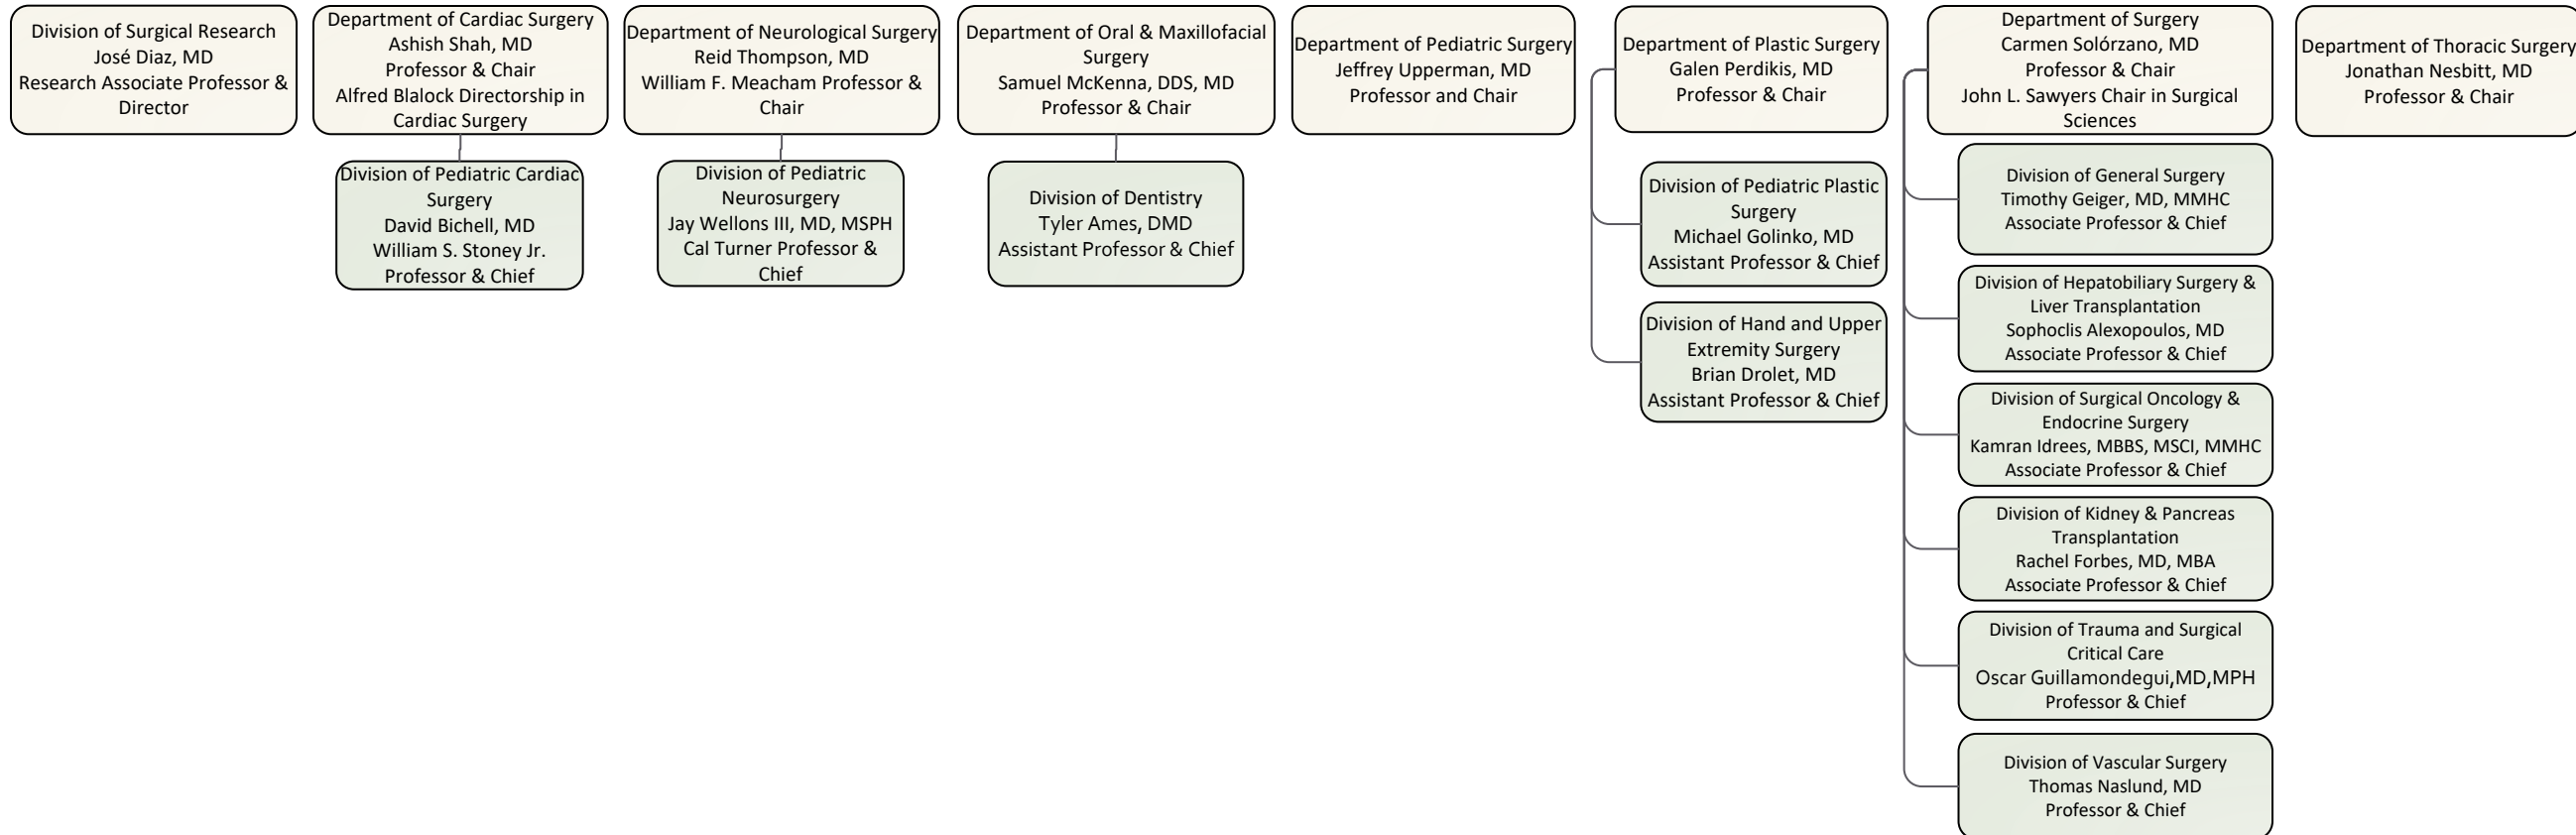 Division of Surgical Research
José Diaz, MD
Research Associate Professor &
Director
Department of Cardiac Surgery
Ashish Shah, MD
Professor & Chair
Alfred Blalock Directorship in
Cardiac Surgery
Department of Neurological Surgery
Reid Thompson, MD
William F. Meacham Professor &
Chair
Department of Oral & Maxillofacial
Surgery
Samuel McKenna, DDS, MD
Professor & Chair
Department of Pediatric Surgery
Jeffrey Upperman, MD
Professor and Chair
Department of Plastic Surgery
Galen Perdikis, MD
Professor & Chair
Department of Surgery
Carmen Solórzano, MD
Professor & Chair
John L. Sawyers Chair in Surgical
Sciences
Department of Thoracic Surgery
Jonathan Nesbitt, MD
Professor & Chair
Division of Pediatric Cardiac
Surgery
David Bichell, MD
William S. Stoney Jr.
Professor & Chief
Division of Pediatric
Neurosurgery
Jay Wellons III, MD, MSPH
Cal Turner Professor &
Chief
Division of Dentistry
Tyler Ames, DMD
Assistant Professor & Chief
Division of Pediatric Plastic
Surgery
Michael Golinko, MD
Assistant Professor & Chief
Division of Hand and Upper
Extremity Surgery
Brian Drolet, MD
Assistant Professor & Chief
Division of General Surgery
Timothy Geiger, MD, MMHC
Associate Professor & Chief
Division of Hepatobiliary Surgery &
Liver Transplantation
Sophoclis Alexopoulos, MD
Associate Professor & Chief
Division of Surgical Oncology &
Endocrine Surgery
Kamran Idrees, MBBS, MSCI, MMHC
Associate Professor & Chief
Division of Kidney & Pancreas
Transplantation
Rachel Forbes, MD, MBA
Associate Professor & Chief
Division of Trauma and Surgical
Critical Care
Oscar Guillamondegui,MD,MPH
Professor & Chief
Division of Vascular Surgery
Thomas Naslund, MD
Professor & Chief